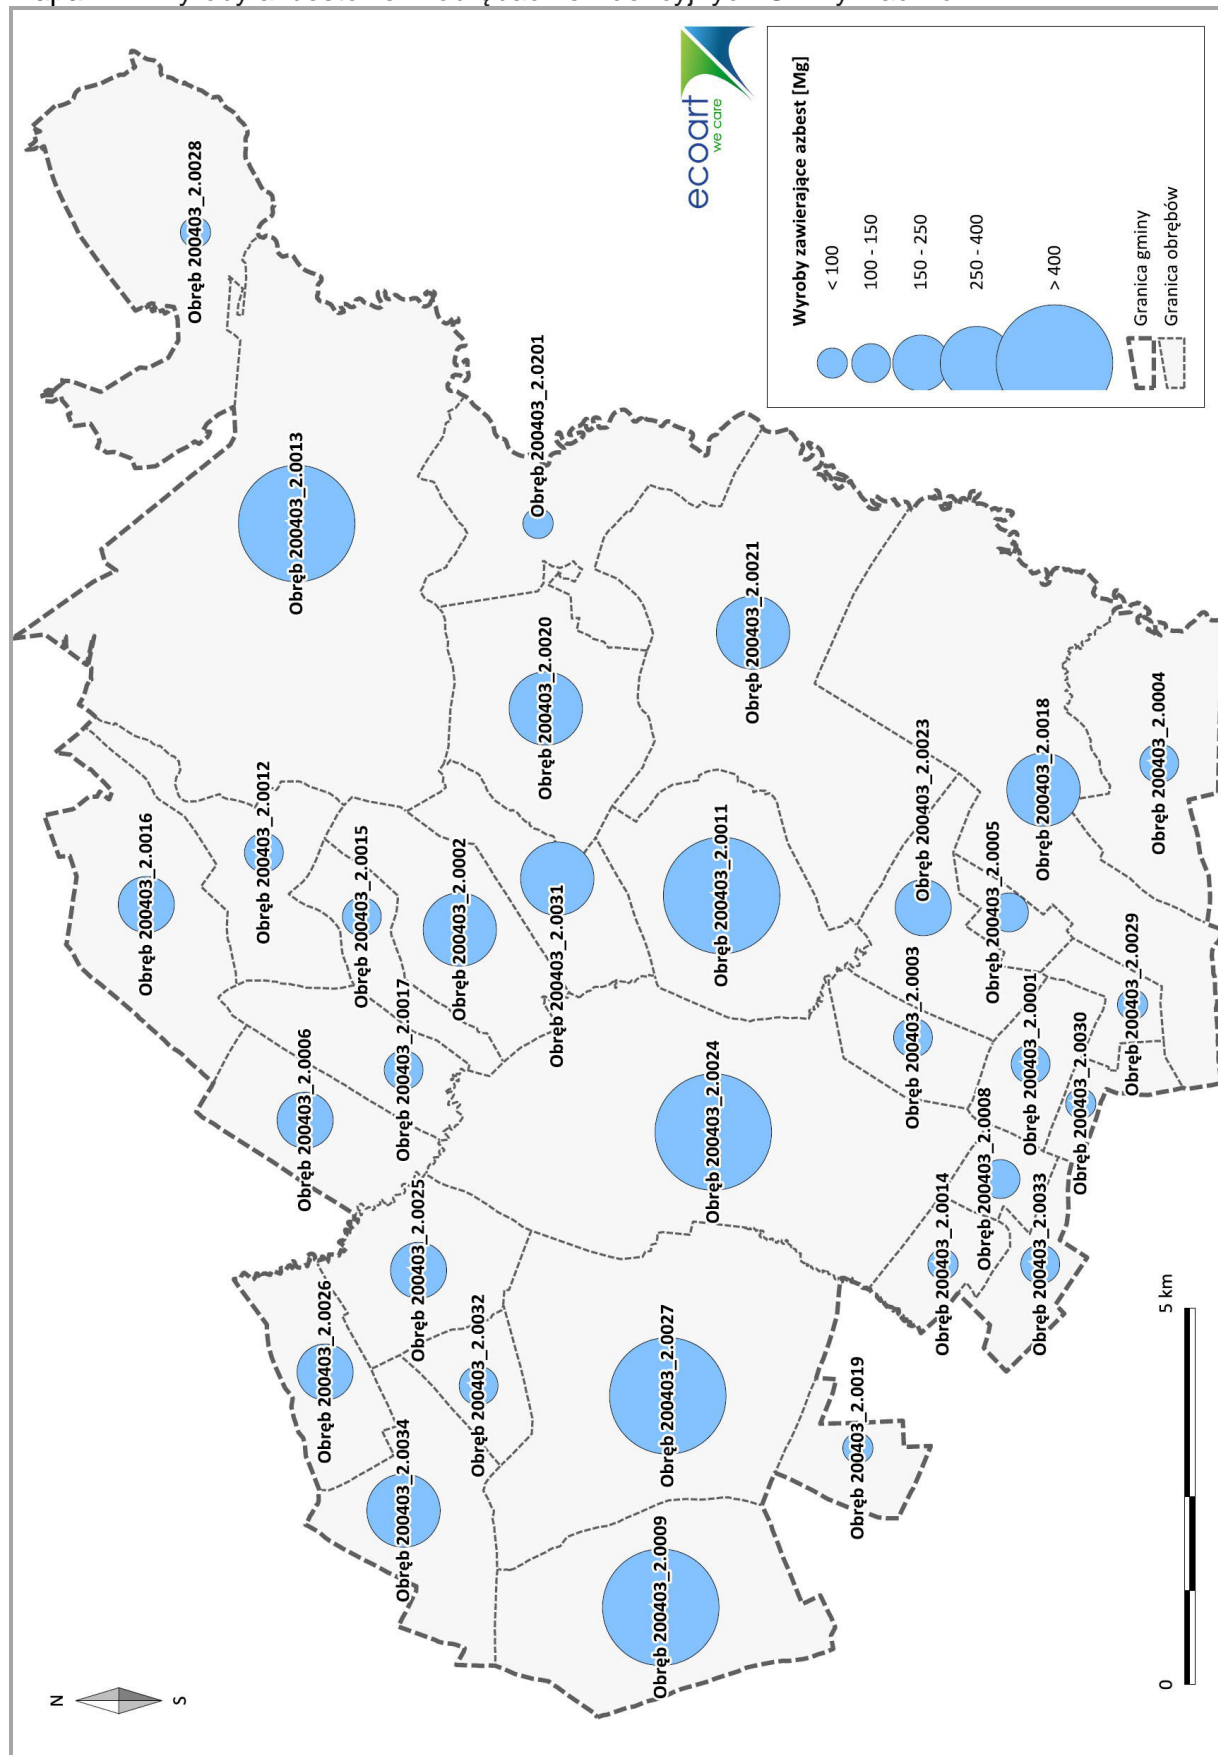 ecoart
we care
Wyroby zawierające azbest [Mg]
< 100
100 - 150
150 - 250
250 - 400
> 400
Granica gminy
Granica obrębów
N
S
0
5 km
Obręb 200403_2.0028
Obręb 200403_2.0013
Obręb 200403_2.0201
Obręb 200403_2.0016
Obręb 200403_2.0012
Obręb 200403_2.0015
Obręb 200403_2.0002
Obręb 200403_2.0020
Obręb 200403_2.0021
Obręb 200403_2.0031
Obręb 200403_2.0011
Obręb 200403_2.0006
Obręb 200403_2.0017
Obręb 200403_2.0023
Obręb 200403_2.0018
Obręb 200403_2.0004
Obręb 200403_2.0005
Obręb 200403_2.0003
Obręb 200403_2.0001
Obręb 200403_2.0029
Obręb 200403_2.0030
Obręb 200403_2.0024
Obręb 200403_2.0025
Obręb 200403_2.0026
Obręb 200403_2.0032
Obręb 200403_2.0034
Obręb 200403_2.0027
Obręb 200403_2.0009
Obręb 200403_2.0008
Obręb 200403_2.0014
Obręb 200403_2.0033
Obręb 200403_2.0019